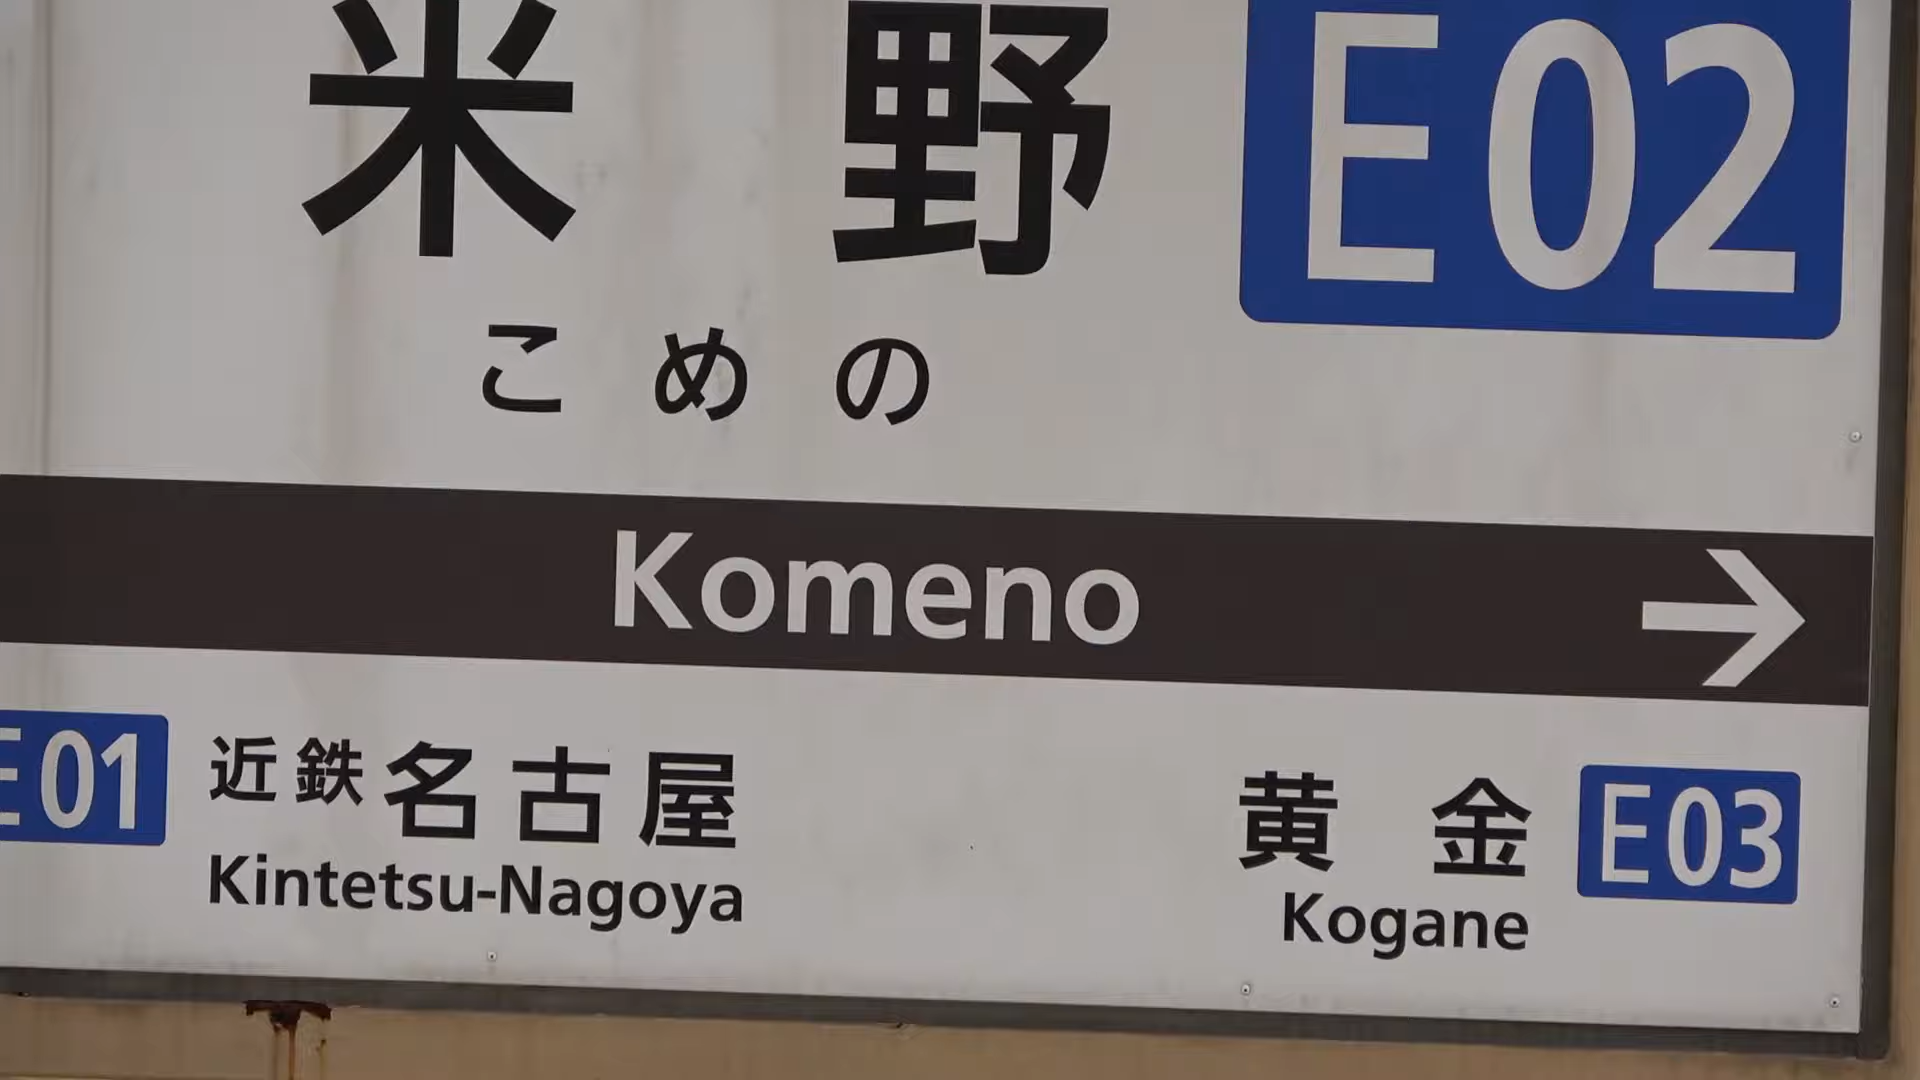 米野 E02
こめの
Komeno →
E01 近鉄名古屋 黄金 E03
Kintetsu-Nagoya Kogane